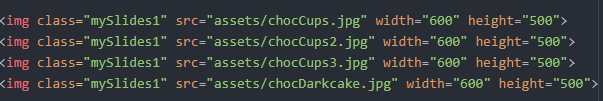 <img class="mySlides1" src="assets/chocCups.jpg" width="600" height="500">
<img class="mySlides1" src="assets/chocCups2.jpg" width="600" height="500">
<img class="mySlides1" src="assets/chocCups3.jpg" width="600" height="500">
<img class="mySlides1" src="assets/chocDarkcake.jpg" width="600" height="500">